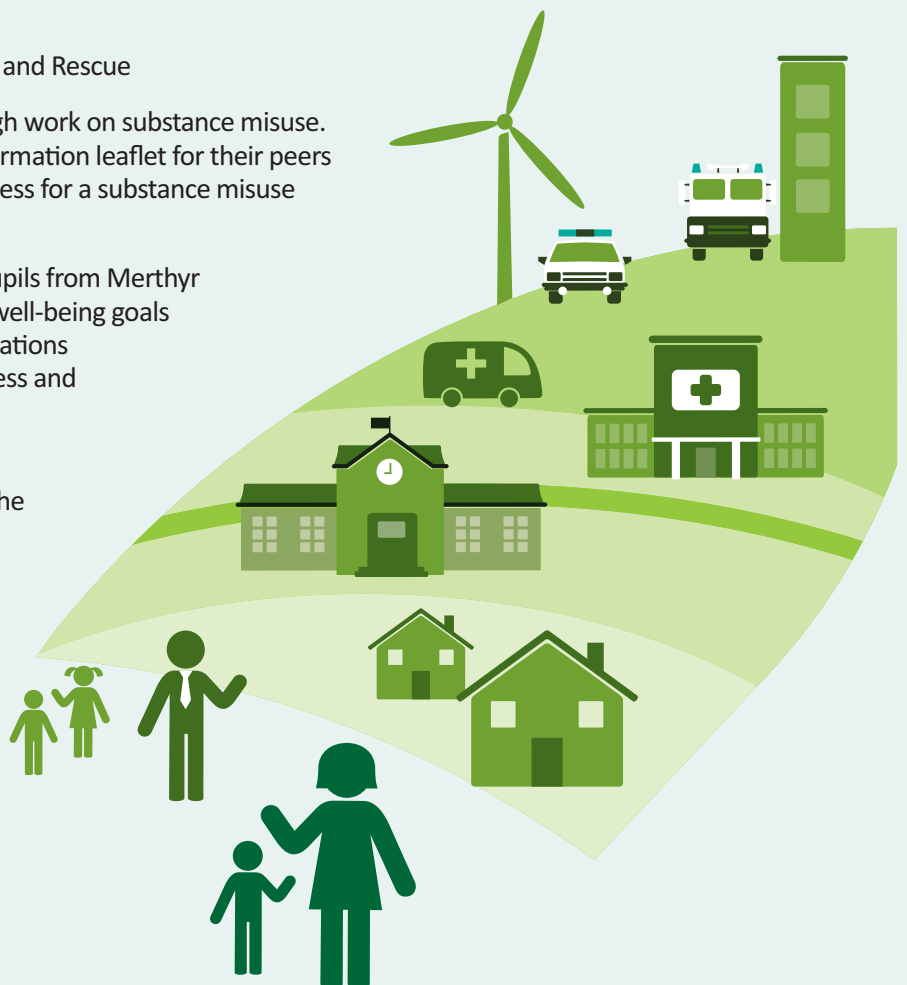 and Rescue
gh work on substance misuse.
ormation leaflet for their peers
ess for a substance misuse
upils from Merthyr
well-being goals
ations
ess and
he